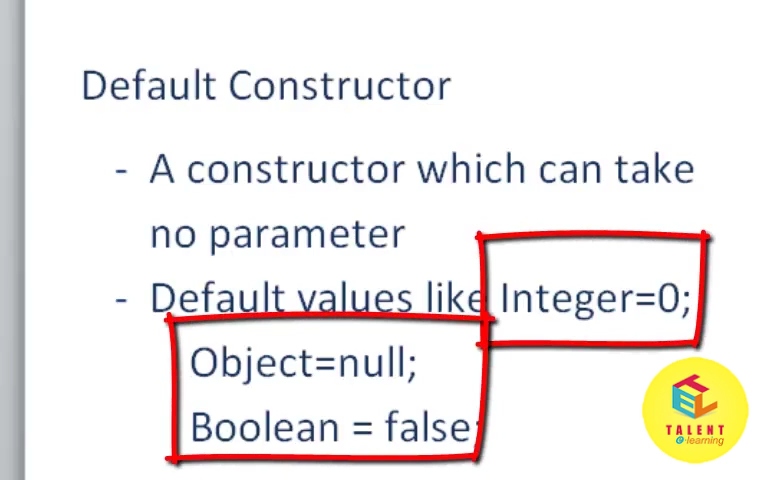 Default Constructor
- A constructor which can take
no parameter
- Default values like Integer=0;
Object=null;
Boolean = false;
TEL
TALENT
e-learning